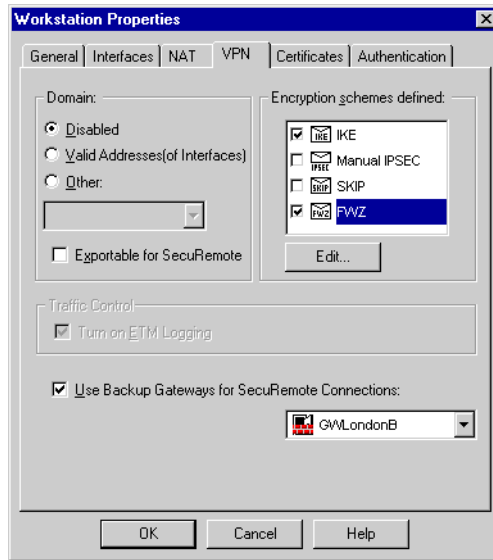 Workstation Properties
General Interfaces NAT VPN Certificates Authentication
Domain:
Disabled
Valid Addresses(of Interfaces)
Other:
Exportable for SecuRemote
Encryption schemes defined:
IKE IKE
IPSEC Manual IPSEC
SKIP SKIP
FWZ FWZ
Edit...
Traffic Control
Turn on ETM Logging
Use Backup Gateways for SecuRemote Connections:
GWLondonB
OK Cancel Help